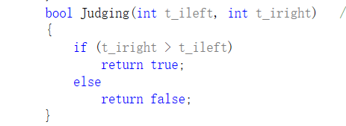 bool Judging(int t_ileft, int t_iright) /
{
if (t_iright > t_ileft)
return true;
else
return false;
}